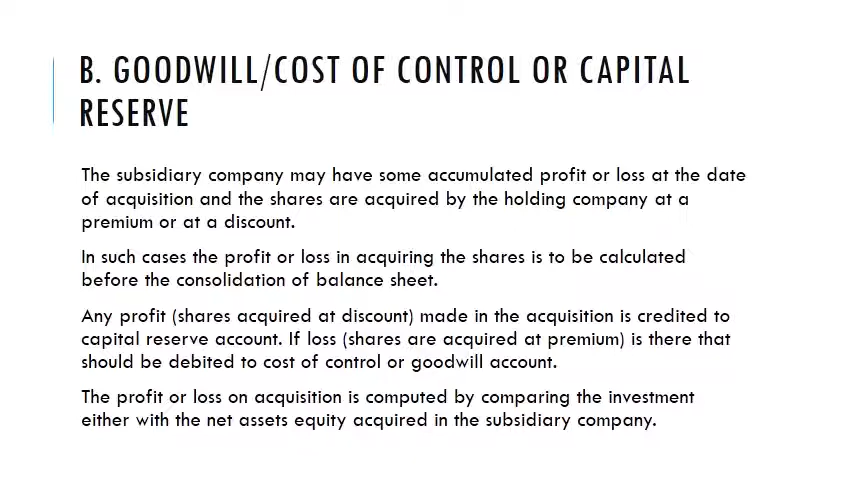 B. GOODWILL/COST OF CONTROL OR CAPITAL
RESERVE
The subsidiary company may have some accumulated profit or loss at the date
of acquisition and the shares are acquired by the holding company at a
premium or at a discount.
In such cases the profit or loss in acquiring the shares is to be calculated
before the consolidation of balance sheet.
Any profit (shares acquired at discount) made in the acquisition is credited to
capital reserve account. If loss (shares are acquired at premium) is there that
should be debited to cost of control or goodwill account.
The profit or loss on acquisition is computed by comparing the investment
either with the net assets equity acquired in the subsidiary company.